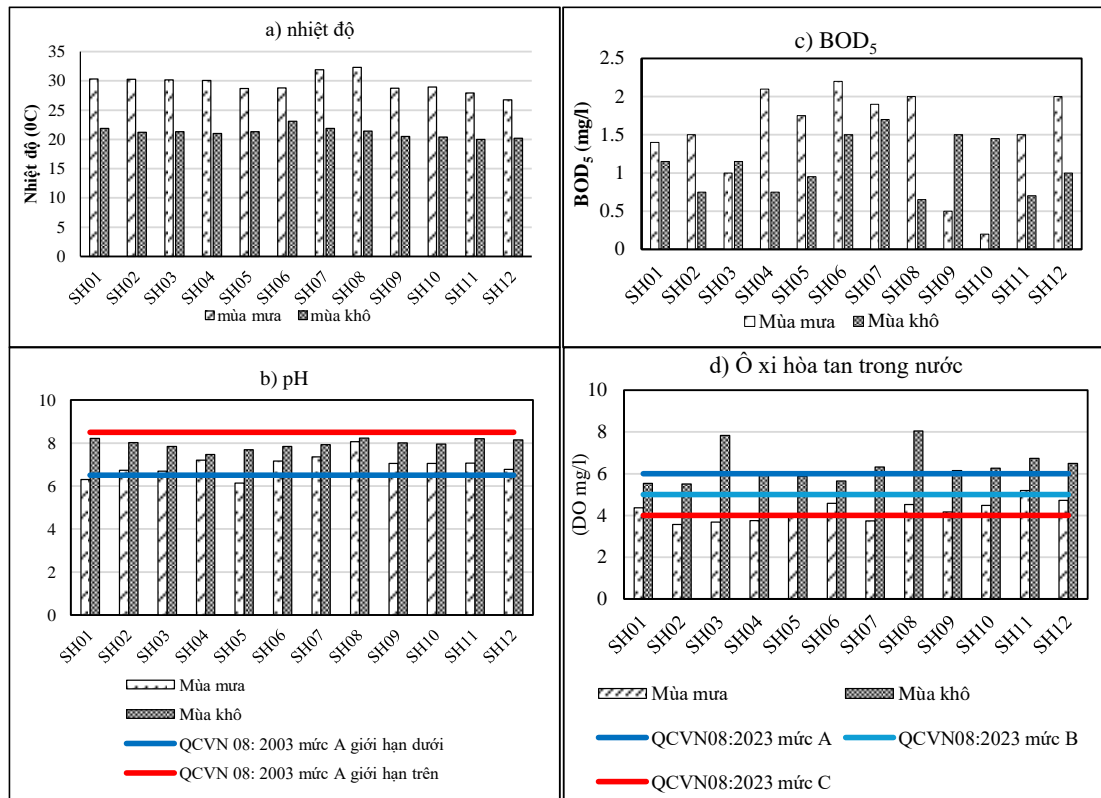 a) nhiệt độ
Nhiệt độ (0C)
35
30
25
20
15
10
5
0
SH01 SH02 SH03 SH04 SH05 SH06 SH07 SH08 SH09 SH10 SH11 SH12
mùa mưa mùa khô
c) BOD₅
BOD₅ (mg/l)
2.5
2
1.5
1
0.5
0
SH01 SH02 SH03 SH04 SH05 SH06 SH07 SH08 SH09 SH10 SH11 SH12
Mùa mưa Mùa khô
b) pH
10
8
6
4
2
0
SH01 SH02 SH03 SH04 SH05 SH06 SH07 SH08 SH09 SH10 SH11 SH12
Mùa mưa
Mùa khô
QCVN 08: 2003 mức A giới hạn dưới
QCVN 08: 2003 mức A giới hạn trên
d) Ô xi hòa tan trong nước
(DO mg/l)
10
8
6
4
2
0
SH01 SH02 SH03 SH04 SH05 SH06 SH07 SH08 SH09 SH10 SH11 SH12
Mùa mưa Mùa khô
QCVN08:2023 mức A QCVN08:2023 mức B
QCVN08:2023 mức C